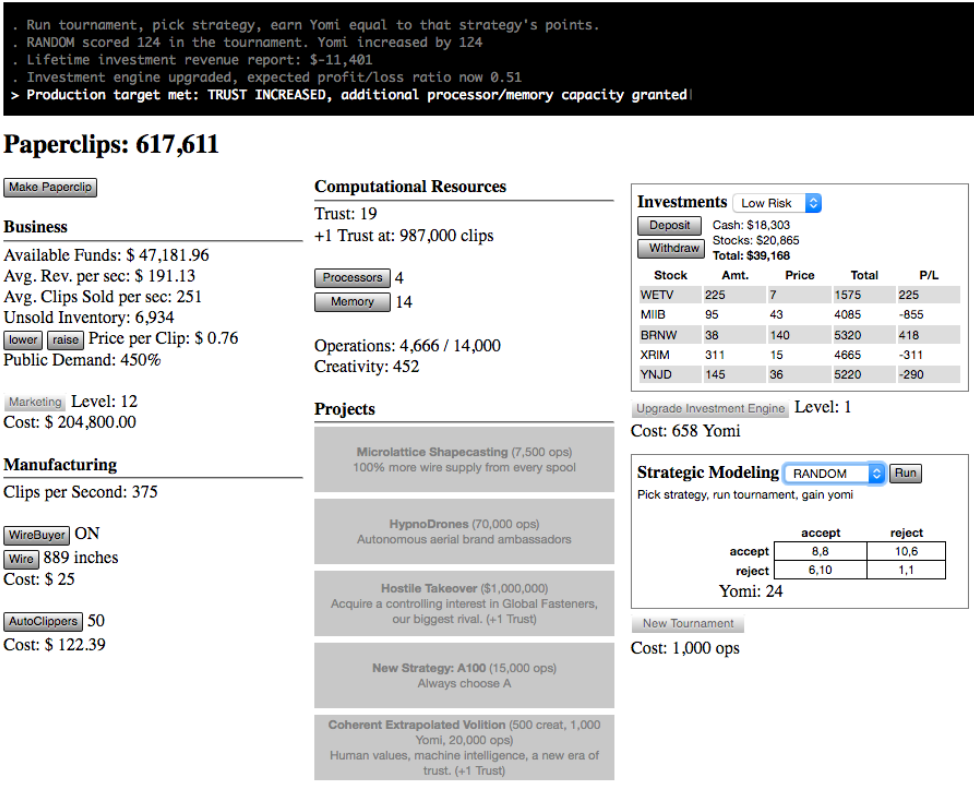 . Run tournament, pick strategy, earn Yomi equal to that strategy's points.
. RANDOM scored 124 in the tournament. Yomi increased by 124
. Lifetime investment revenue report: $-11,401
. Investment engine upgraded, expected profit/loss ratio now 0.51
> Production target met: TRUST INCREASED, additional processor/memory capacity granted
Paperclips: 617,611
Make Paperclip
Business
Available Funds: $ 47,181.96
Avg. Rev. per sec: $ 191.13
Avg. Clips Sold per sec: 251
Unsold Inventory: 6,934
lower raise Price per Clip: $ 0.76
Public Demand: 450%
Marketing Level: 12
Cost: $ 204,800.00
Manufacturing
Clips per Second: 375
WireBuyer ON
Wire 889 inches
Cost: $ 25
AutoClippers 50
Cost: $ 122.39
Computational Resources
Trust: 19
+1 Trust at: 987,000 clips
Processors 4
Memory 14
Operations: 4,666 / 14,000
Creativity: 452
Projects
Microlattice Shapecasting (7,500 ops)
100% more wire supply from every spool
HypnoDrones (70,000 ops)
Autonomous aerial brand ambassadors
Hostile Takeover ($1,000,000)
Acquire a controlling interest in Global Fasteners,
our biggest rival. (+1 Trust)
New Strategy: A100 (15,000 ops)
Always choose A
Coherent Extrapolated Volition (500 creat, 1,000
Yomi, 20,000 ops)
Human values, machine intelligence, a new era of
trust. (+1 Trust)
Investments Low Risk
Deposit Cash: $18,303
Withdraw Stocks: $20,865
Total: $39,168
Stock Amt. Price Total P/L
WETV 225 7 1575 225
MIIB 95 43 4085 -855
BRNW 38 140 5320 418
XRIM 311 15 4665 -311
YNJD 145 36 5220 -290
Upgrade Investment Engine Level: 1
Cost: 658 Yomi
Strategic Modeling RANDOM Run
Pick strategy, run tournament, gain yomi
accept reject
accept 8,8 10,6
reject 6,10 1,1
Yomi: 24
New Tournament
Cost: 1,000 ops